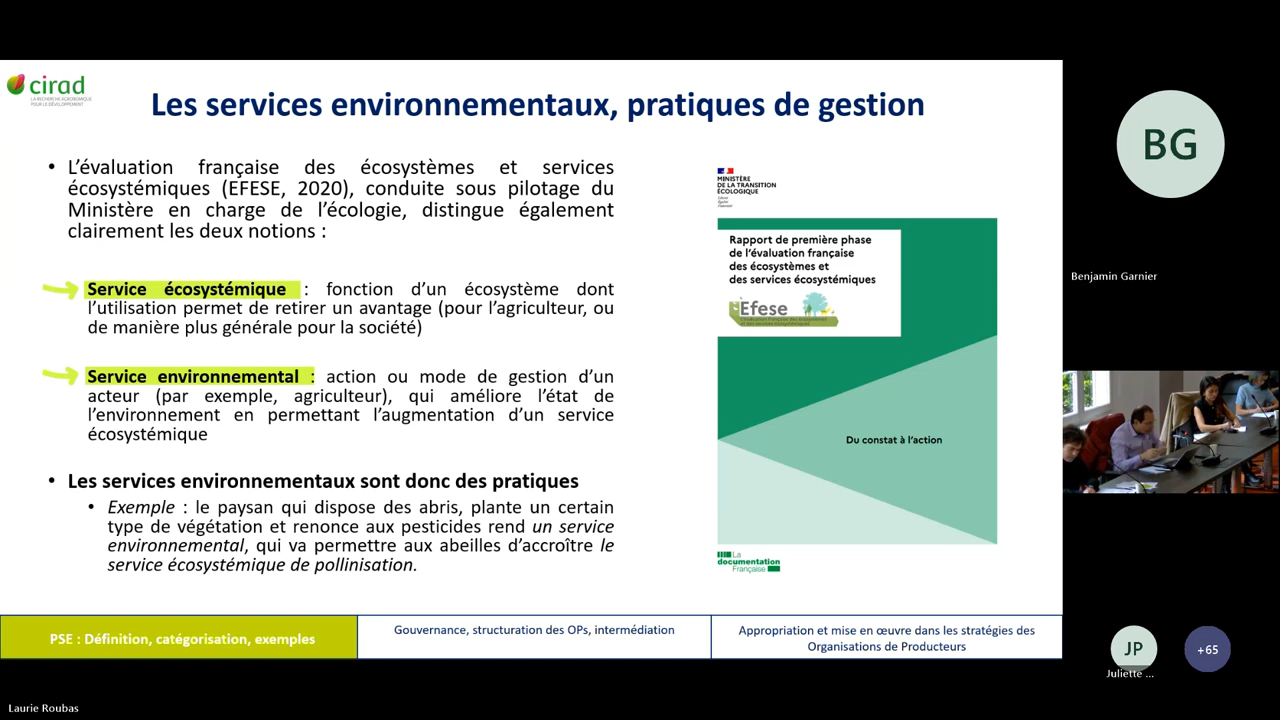 cirad
LA RECHERCHE AGRONOMIQUE
POUR LE DÉVELOPPEMENT
Les services environnementaux, pratiques de gestion
• L’évaluation française des écosystèmes et services
écosystémiques (EFESE, 2020), conduite sous pilotage du
Ministère en charge de l’écologie, distingue également
clairement les deux notions :
Service écosystémique : fonction d’un écosystème dont
l’utilisation permet de retirer un avantage (pour l’agriculteur, ou
de manière plus générale pour la société)
Service environnemental : action ou mode de gestion d’un
acteur (par exemple, agriculteur), qui améliore l’état de
l’environnement en permettant l’augmentation d’un service
écosystémique
• Les services environnementaux sont donc des pratiques
• Exemple : le paysan qui dispose des abris, plante un certain
type de végétation et renonce aux pesticides rend un service
environnemental, qui va permettre aux abeilles d’accroître le
service écosystémique de pollinisation.
MINISTÈRE
DE LA TRANSITION
ÉCOLOGIQUE
Liberté
Égalité
Fraternité
Rapport de première phase
de l’évaluation française
des écosystèmes et
des services écosystémiques
Efese
Du constat à l’action
La
documentation
Française
PSE : Définition, catégorisation, exemples
Gouvernance, structuration des OPs, intermédiation
Appropriation et mise en œuvre dans les stratégies des
Organisations de Producteurs
BG
Benjamin Garnier
JP
Juliette ...
+65
Laurie Roubas